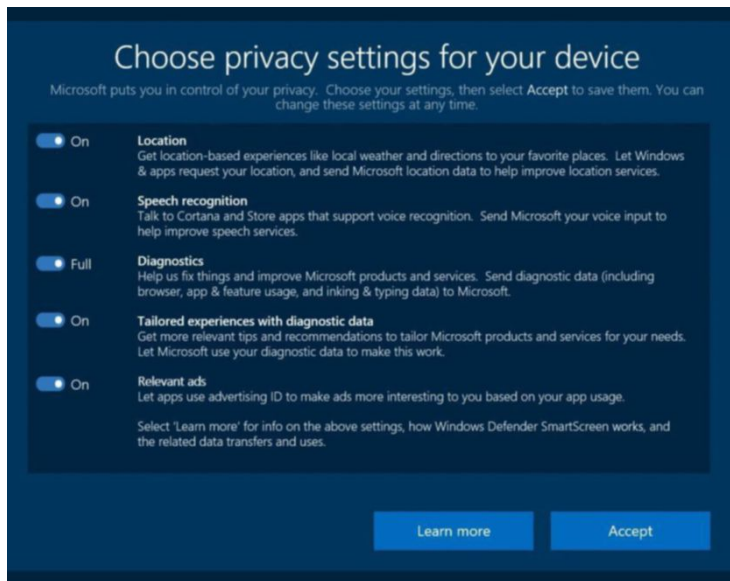 Choose privacy settings for your device
Microsoft puts you in control of your privacy. Choose your settings, then select Accept to save them. You can
change these settings at any time.
On
Location
Get location-based experiences like local weather and directions to your favorite places. Let Windows
& apps request your location, and send Microsoft location data to help improve location services.
On
Speech recognition
Talk to Cortana and Store apps that support voice recognition. Send Microsoft your voice input to
help improve speech services.
Full
Diagnostics
Help us fix things and improve Microsoft products and services. Send diagnostic data (including
browser, app & feature usage, and inking & typing data) to Microsoft.
On
Tailored experiences with diagnostic data
Get more relevant tips and recommendations to tailor Microsoft products and services for your needs.
Let Microsoft use your diagnostic data to make this work.
On
Relevant ads
Let apps use advertising ID to make ads more interesting to you based on your app usage.
Select 'Learn more' for info on the above settings, how Windows Defender SmartScreen works, and
the related data transfers and uses.
Learn more
Accept